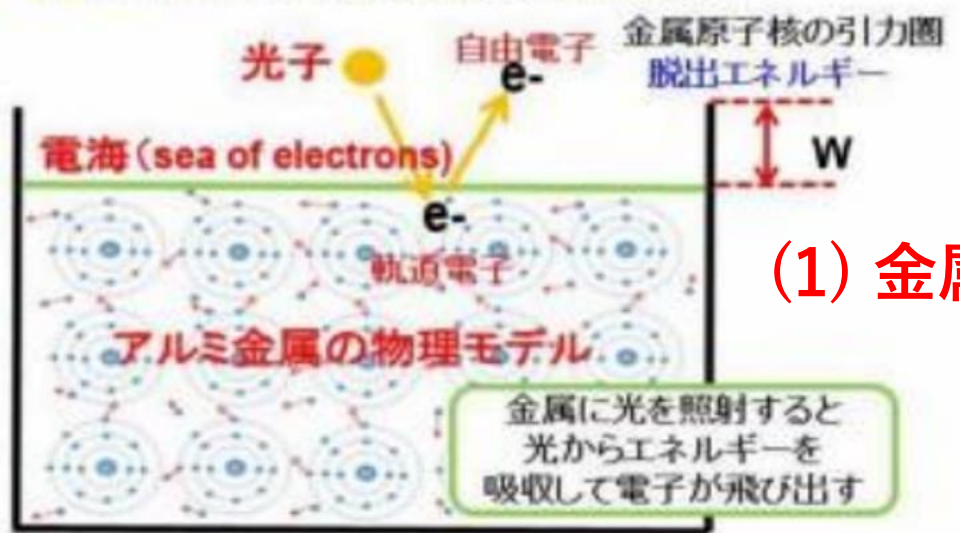 光子
自由電子
e-
金属原子核の引力圏
脱出エネルギー
電海(sea of electrons)
W
e-
軌道電子
(1) 金属
アルミ金属の物理モデル
金属に光を照射すると
光からエネルギーを
吸収して電子が飛び出す